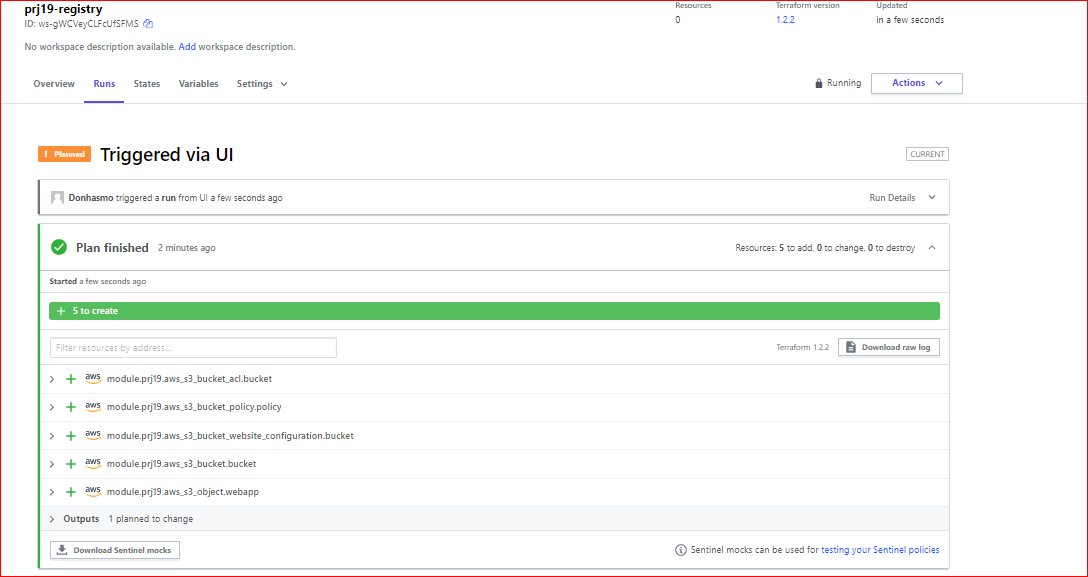 prj19-registry
ID: ws-gWCVeyCLFcUfSFMS
Resources
0
Terraform version
1.2.2
Updated
in a few seconds
No workspace description available. Add workspace description.
Overview Runs States Variables Settings
Running Actions
! Planned Triggered via UI CURRENT
Donhasmo triggered a run from UI a few seconds ago Run Details
Plan finished 2 minutes ago Resources: 5 to add, 0 to change, 0 to destroy
Started a few seconds ago
+ 5 to create
Filter resources by address... Terraform 1.2.2 Download raw log
+ aws module.prj19.aws_s3_bucket_acl.bucket
+ aws module.prj19.aws_s3_bucket_policy.policy
+ aws module.prj19.aws_s3_bucket_website_configuration.bucket
+ aws module.prj19.aws_s3_bucket.bucket
+ aws module.prj19.aws_s3_object.webapp
Outputs 1 planned to change
Download Sentinel mocks Sentinel mocks can be used for testing your Sentinel policies